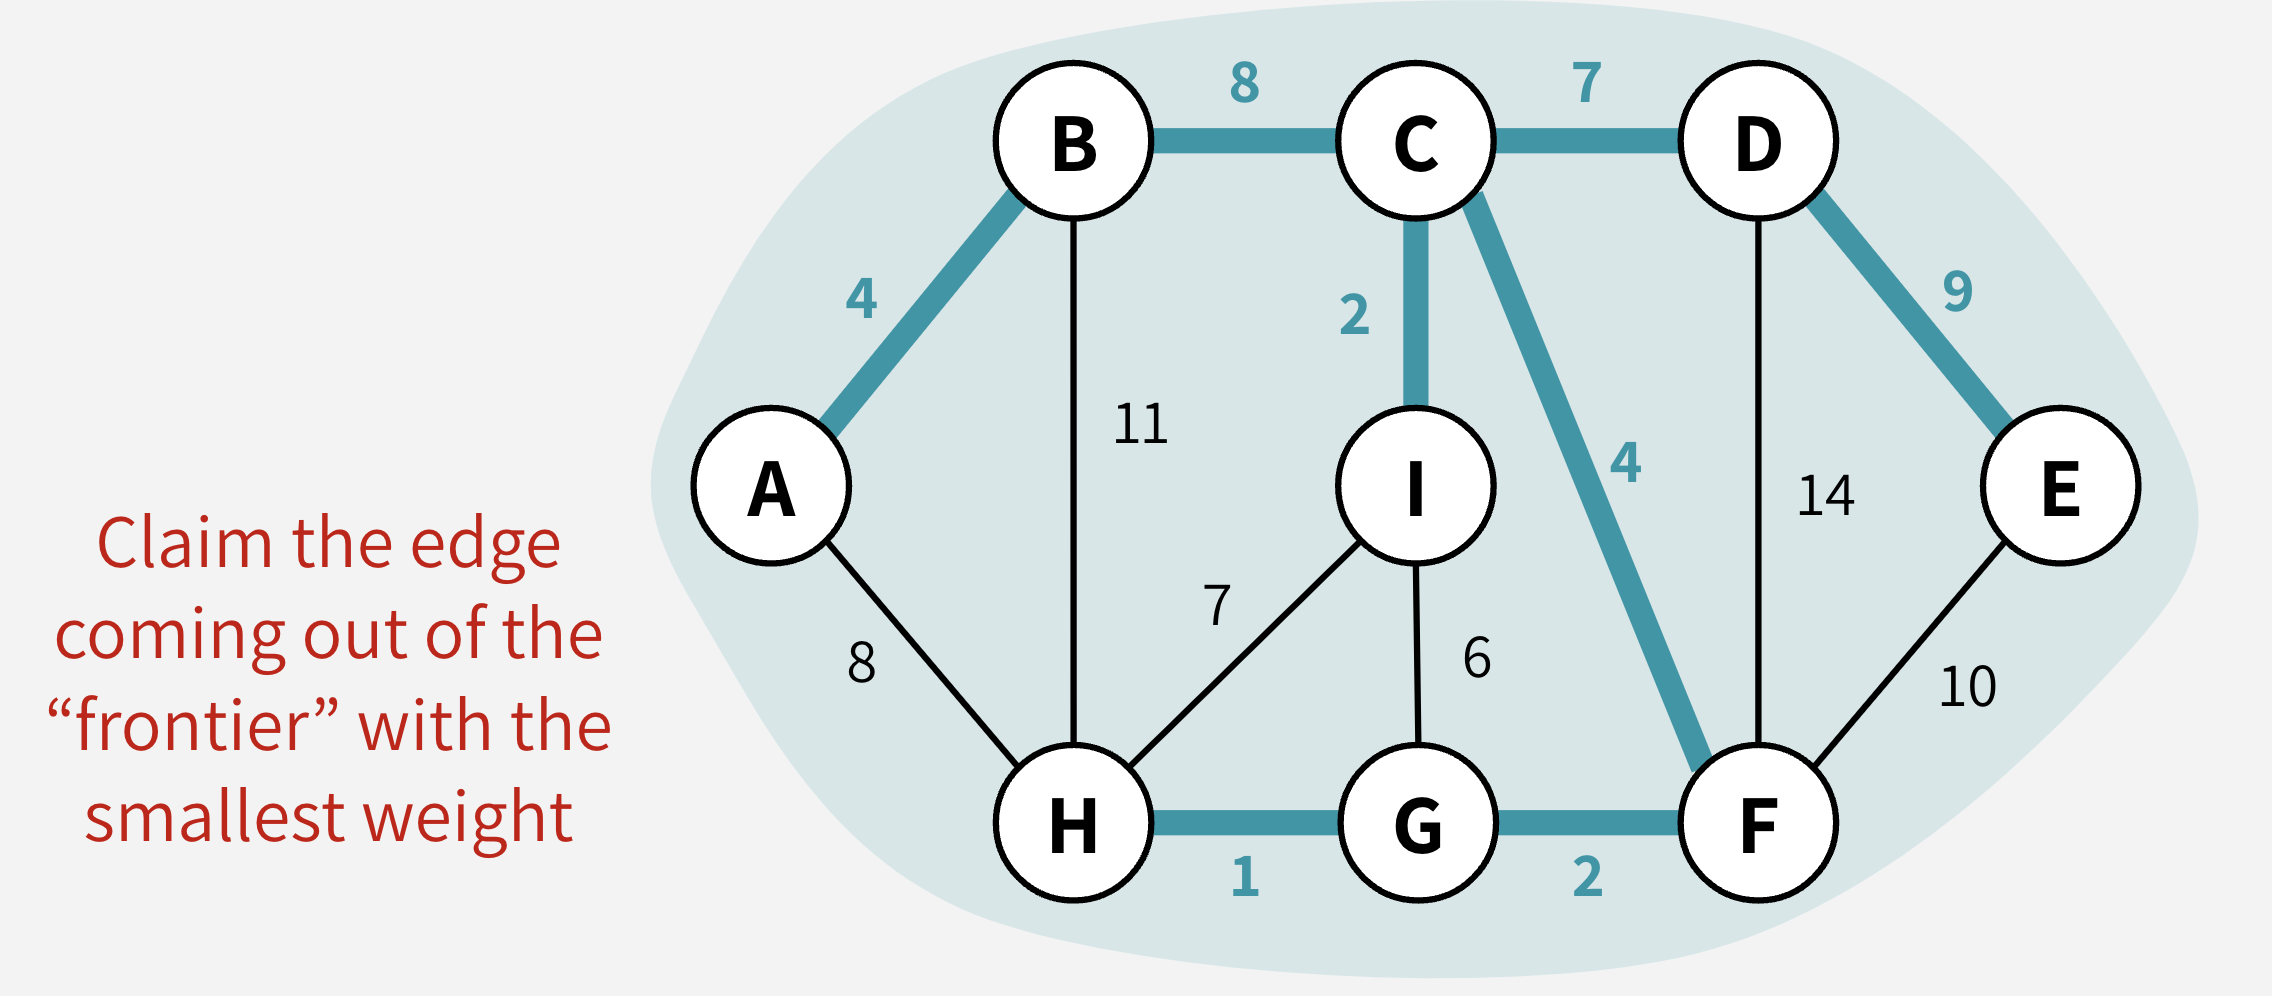 Claim the edge
coming out of the
“frontier” with the
smallest weight
8
7
B
C
D
4
2
9
11
4
A
I
14
E
7
8
6
10
H
G
F
1
2